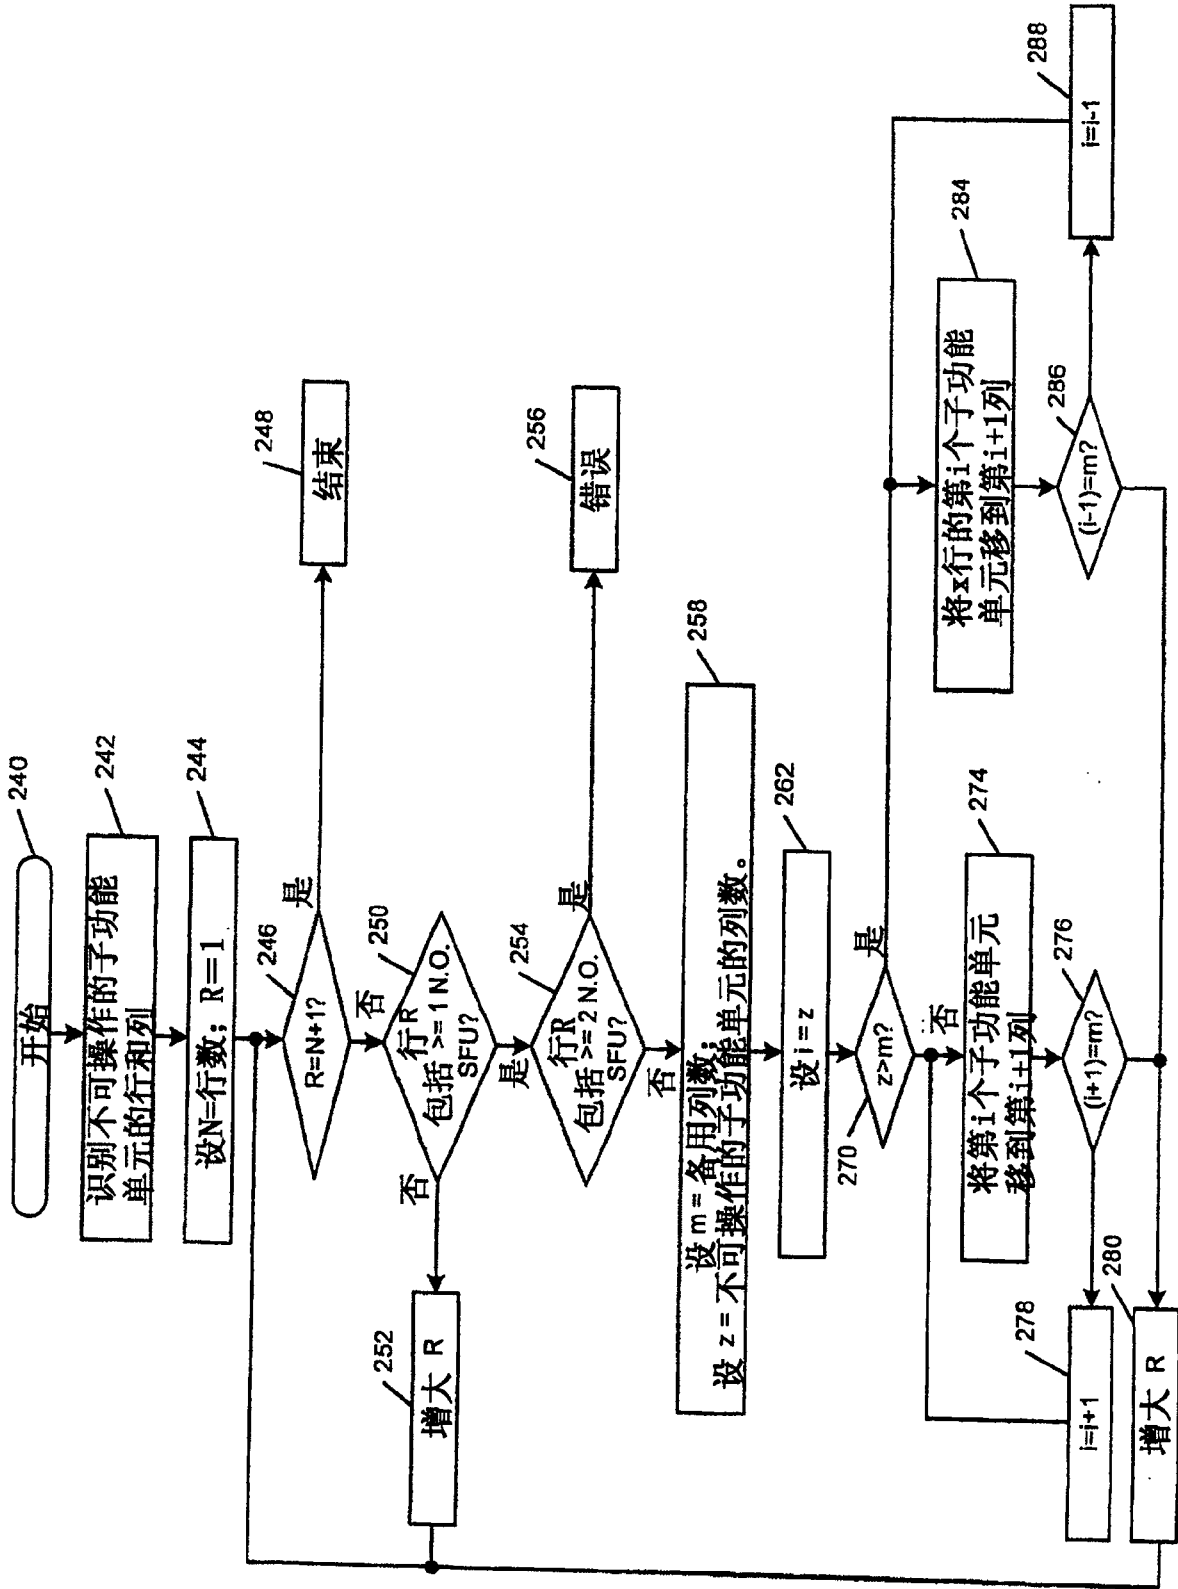 240
开始
242
识别不可操作的子功能
单元的行和列
244
设N=行数；R=1
246
R=N+1?
是
248
结束
否
250
行R
包括>=1 N.O.
SFU?
否
252
增大 R
是
254
行R
包括>=2 N.O.
SFU?
是
256
错误
否
258
设 m = 备用列数；
设 z = 不可操作的子功能单元的列数。
262
设 i = z
270
z>m?
是
否
274
将第i个子功能单元
移到第i+1列
276
(i+1)=m?
278
i=i+1
280
增大 R
284
将x行的第i个子功能
单元移到第i+1列
286
(i-1)=m?
288
i=i-1